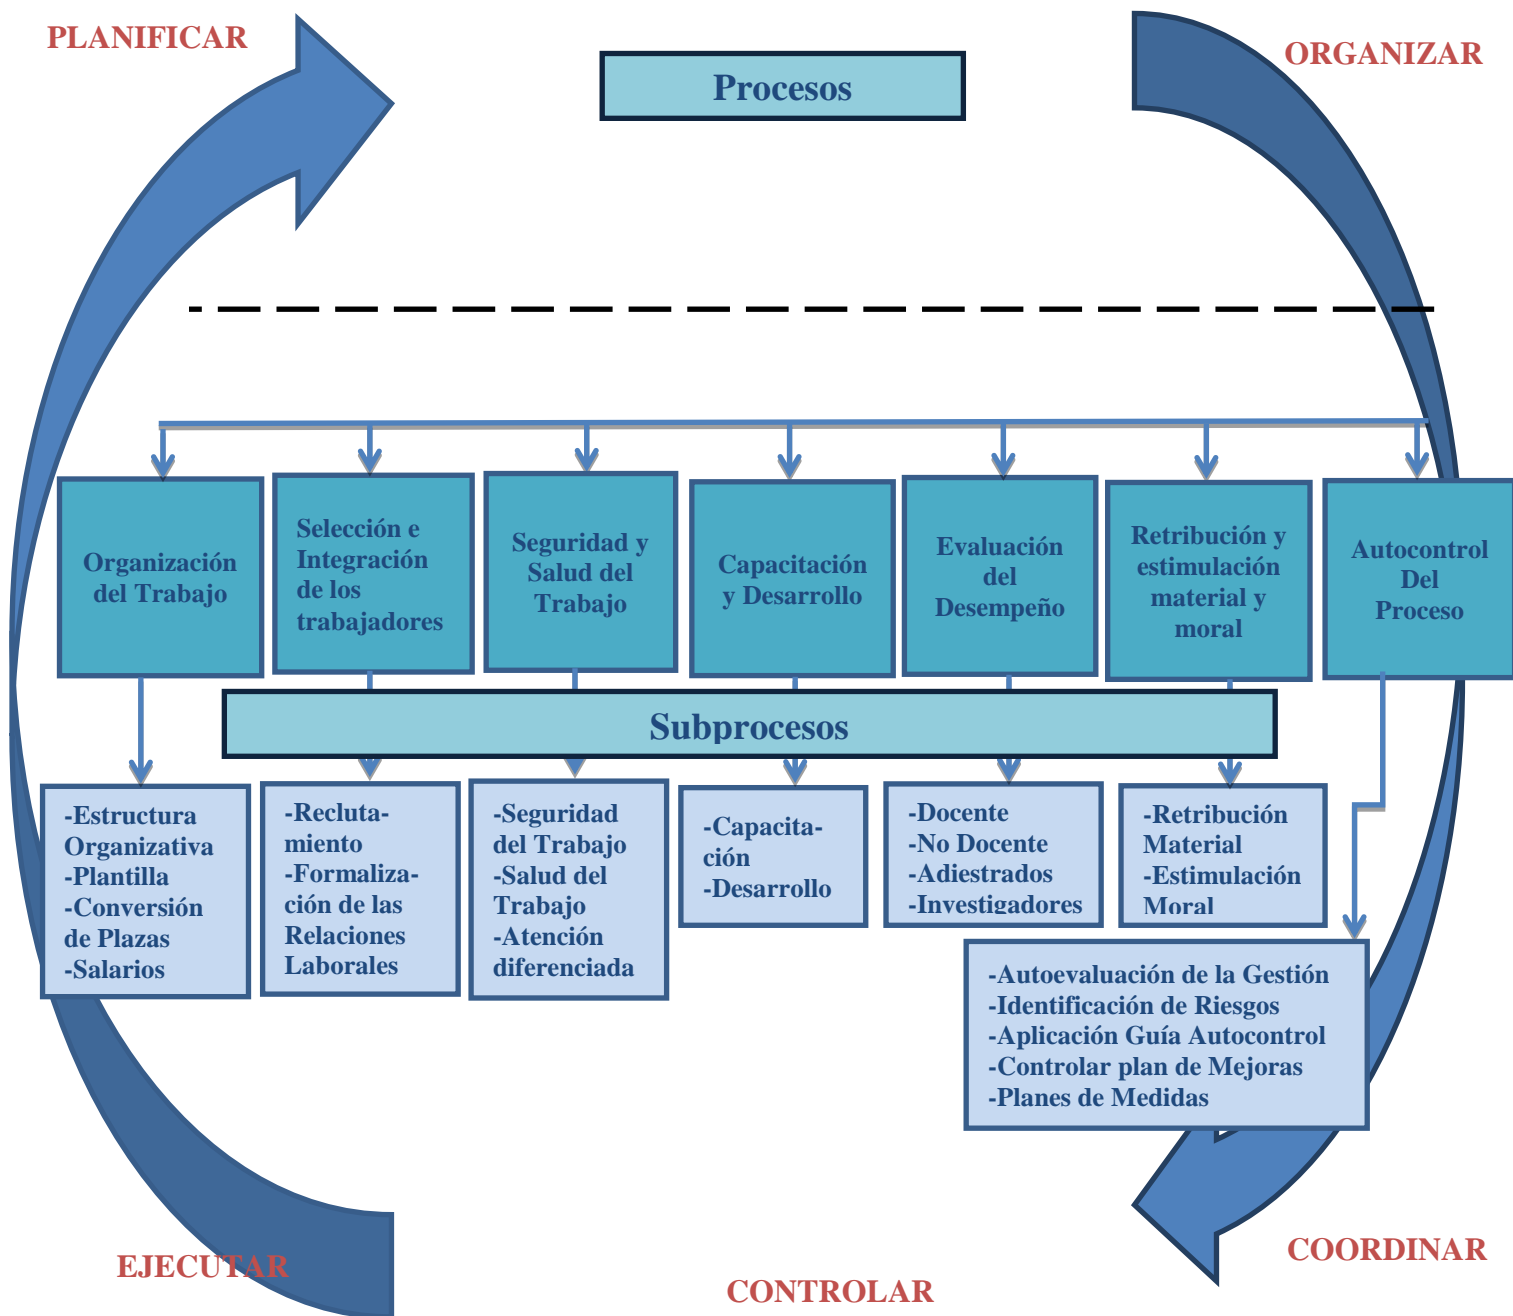 PLANIFICAR
ORGANIZAR
Procesos
Organización
del Trabajo
Selección e
Integración
de los
trabajadores
Seguridad y
Salud del
Trabajo
Capacitación
y Desarrollo
Evaluación
del
Desempeño
Retribución y
estimulación
material y
moral
Autocontrol
Del
Proceso
Subprocesos
-Estructura
Organizativa
-Plantilla
-Conversión
de Plazas
-Salarios
-Recluta-
miento
-Formaliza-
ción de las
Relaciones
Laborales
-Seguridad
del Trabajo
-Salud del
Trabajo
-Atención
diferenciada
-Capacita-
ción
-Desarrollo
-Docente
-No Docente
-Adiestrados
-Investigadores
-Retribución
Material
-Estimulación
Moral
-Autoevaluación de la Gestión
-Identificación de Riesgos
-Aplicación Guía Autocontrol
-Controlar plan de Mejoras
-Planes de Medidas
EJECUTAR
CONTROLAR
COORDINAR